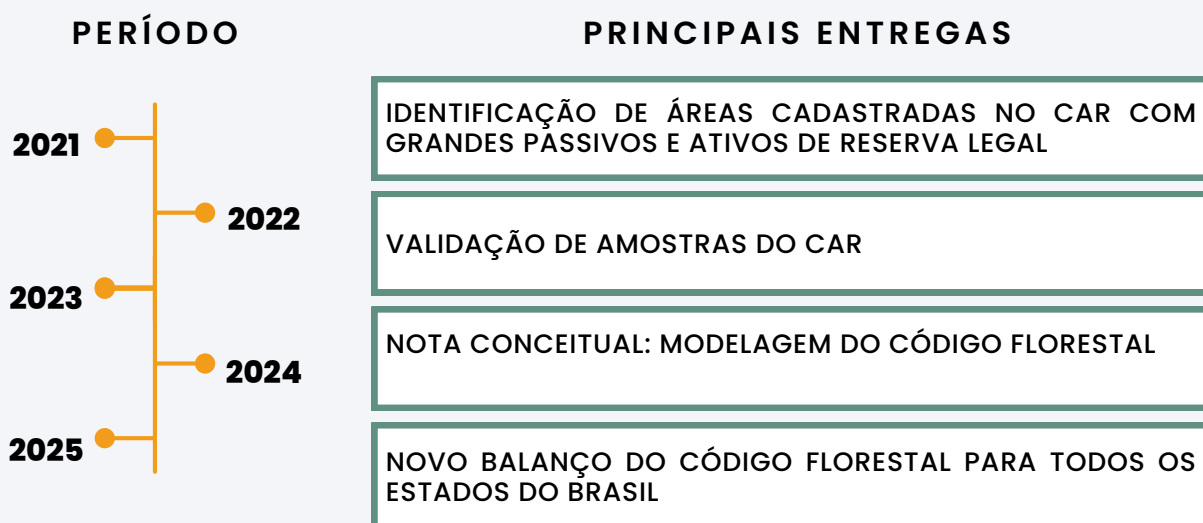 PERÍODO
PRINCIPAIS ENTREGAS
2021
2022
2023
2024
2025
IDENTIFICAÇÃO DE ÁREAS CADASTRADAS NO CAR COM
GRANDES PASSIVOS E ATIVOS DE RESERVA LEGAL
VALIDAÇÃO DE AMOSTRAS DO CAR
NOTA CONCEITUAL: MODELAGEM DO CÓDIGO FLORESTAL
NOVO BALANÇO DO CÓDIGO FLORESTAL PARA TODOS OS
ESTADOS DO BRASIL